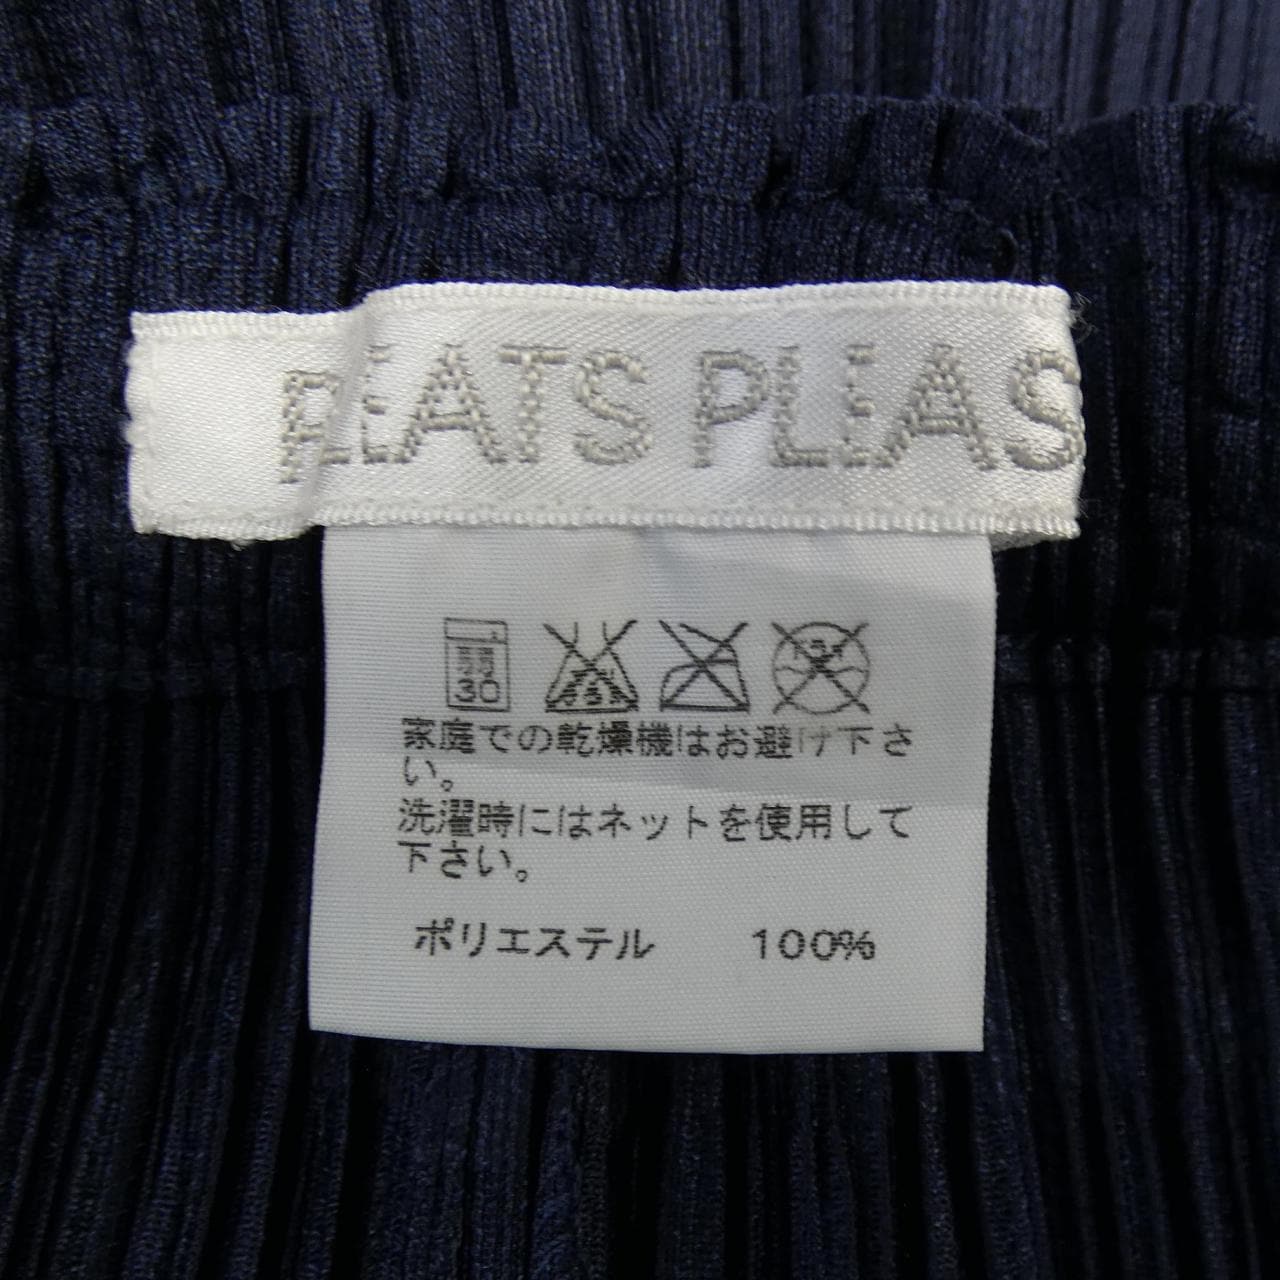 PLEATS PLEAS
30
家庭での乾燥機はお避け下さ
い。
洗濯時にはネットを使用して
下さい。
ポリエステル 100%